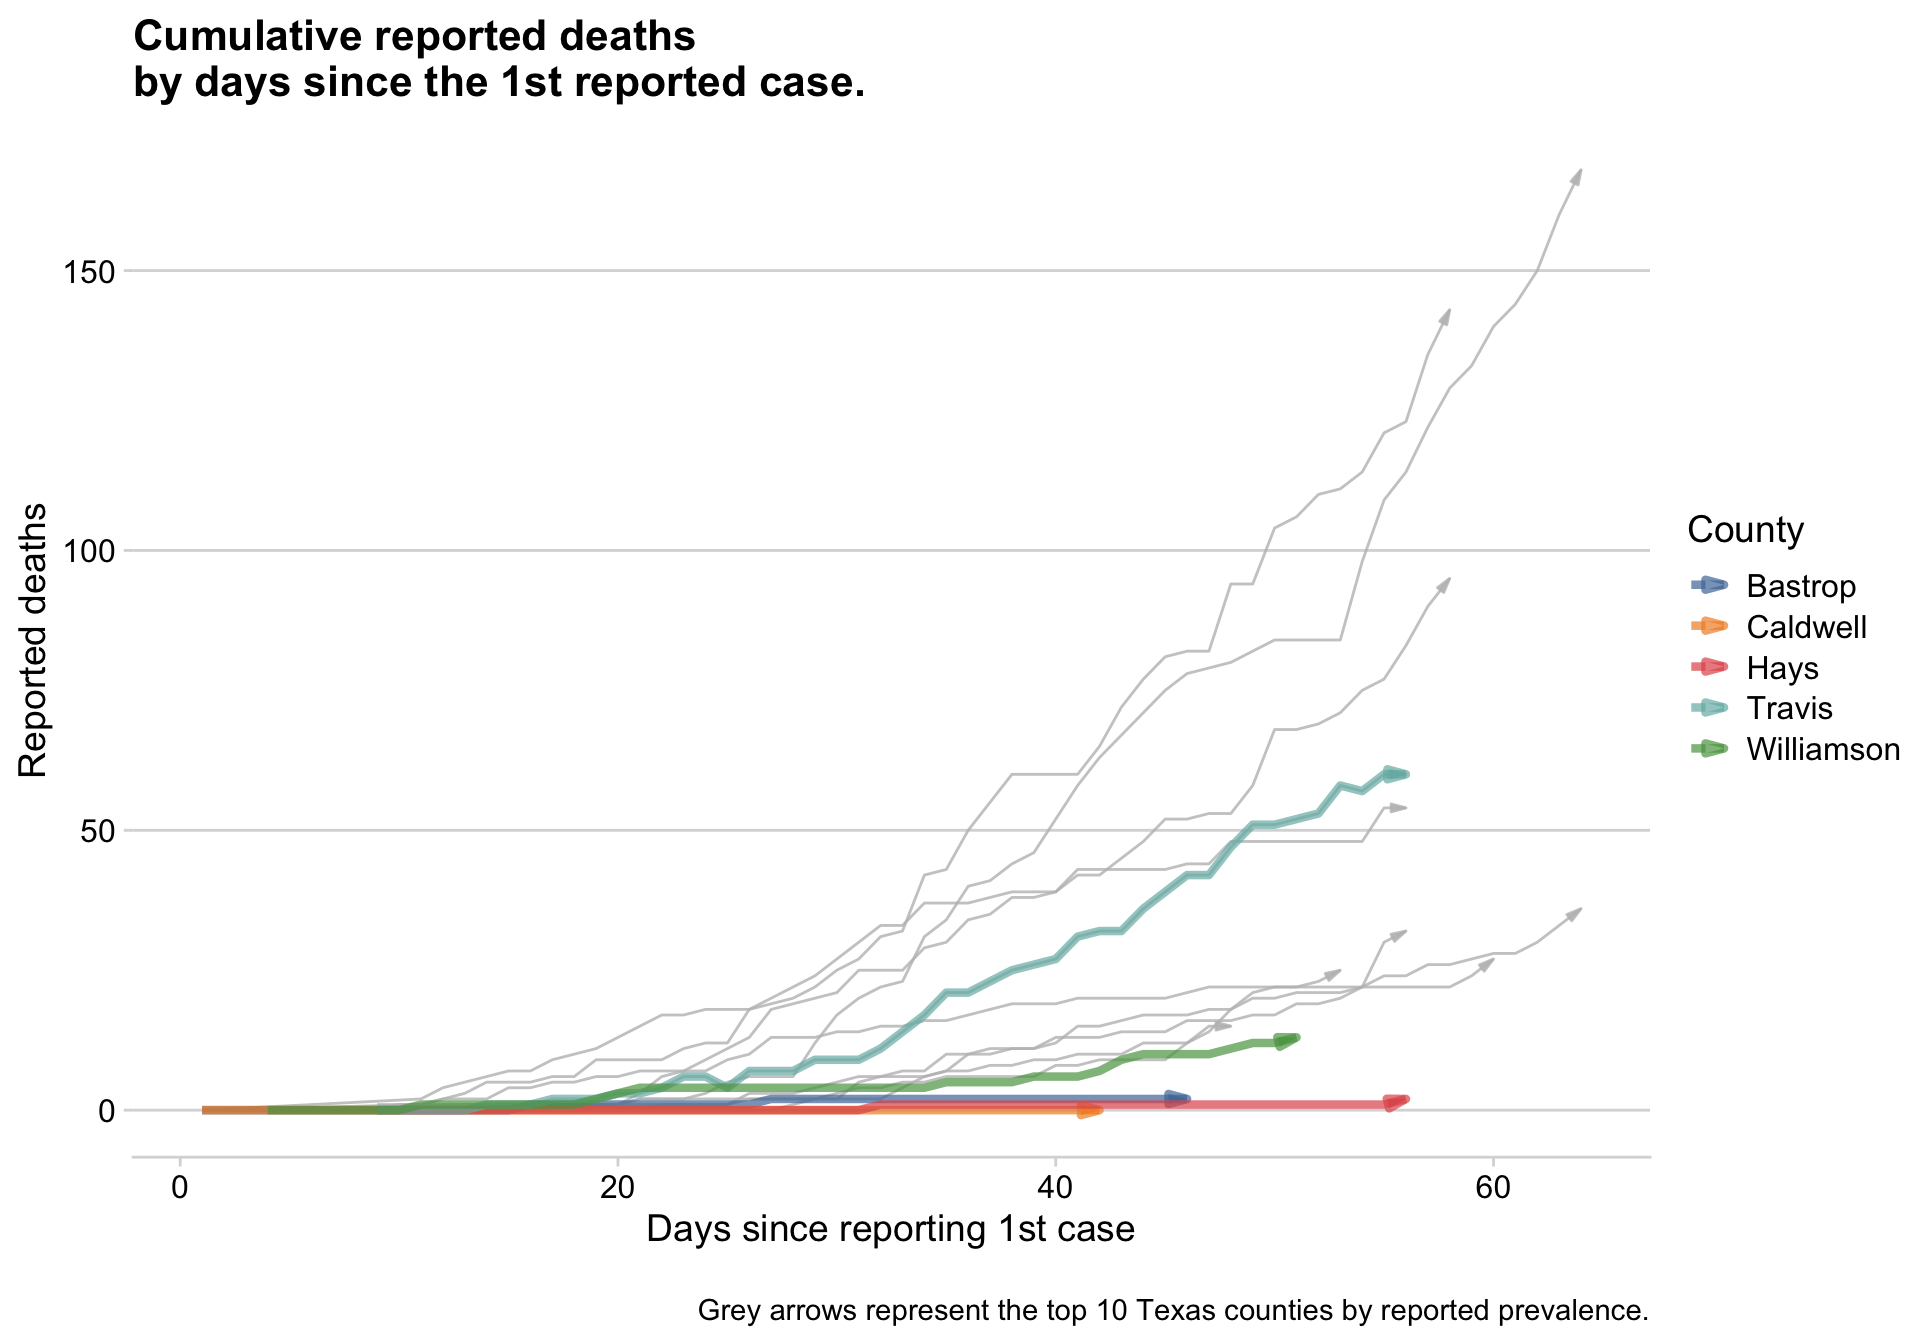 Cumulative reported deaths
by days since the 1st reported case.
150
100
50
0
Reported deaths
0
20
40
60
Days since reporting 1st case
County
Bastrop
Caldwell
Hays
Travis
Williamson
Grey arrows represent the top 10 Texas counties by reported prevalence.